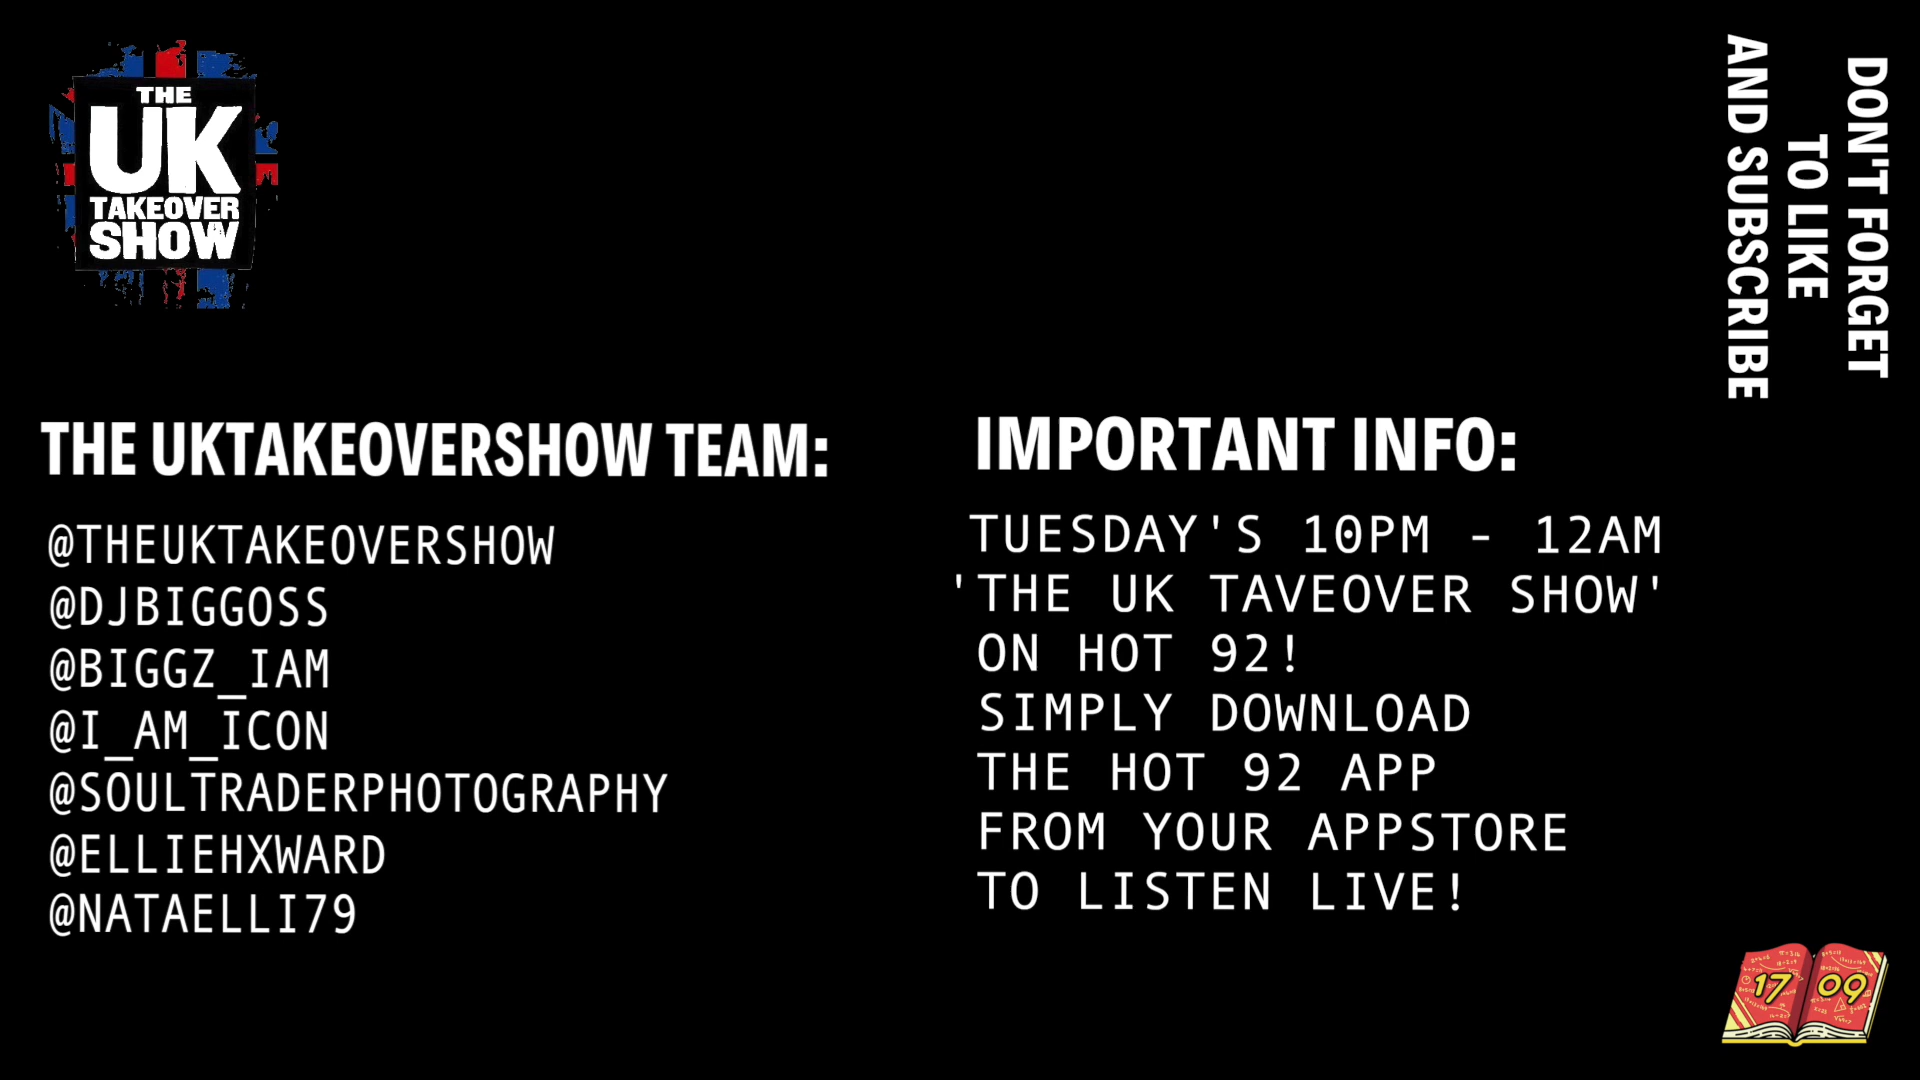 THE
UK
TAKEOVER
SHOW
DON'T FORGET
TO LIKE
AND SUBSCRIBE
THE UKTAKEOVERSHOW TEAM:
@THEUKTAKEOVERSHOW
@DJBIGGOSS
@BIGGZ_IAM
@I_AM_ICON
@SOULTRADERPHOTOGRAPHY
@ELLIEHXWARD
@NATAELLI79
IMPORTANT INFO:
TUESDAY'S 10PM - 12AM
'THE UK TAVEOVER SHOW'
ON HOT 92!
SIMPLY DOWNLOAD
THE HOT 92 APP
FROM YOUR APPSTORE
TO LISTEN LIVE!
17 09